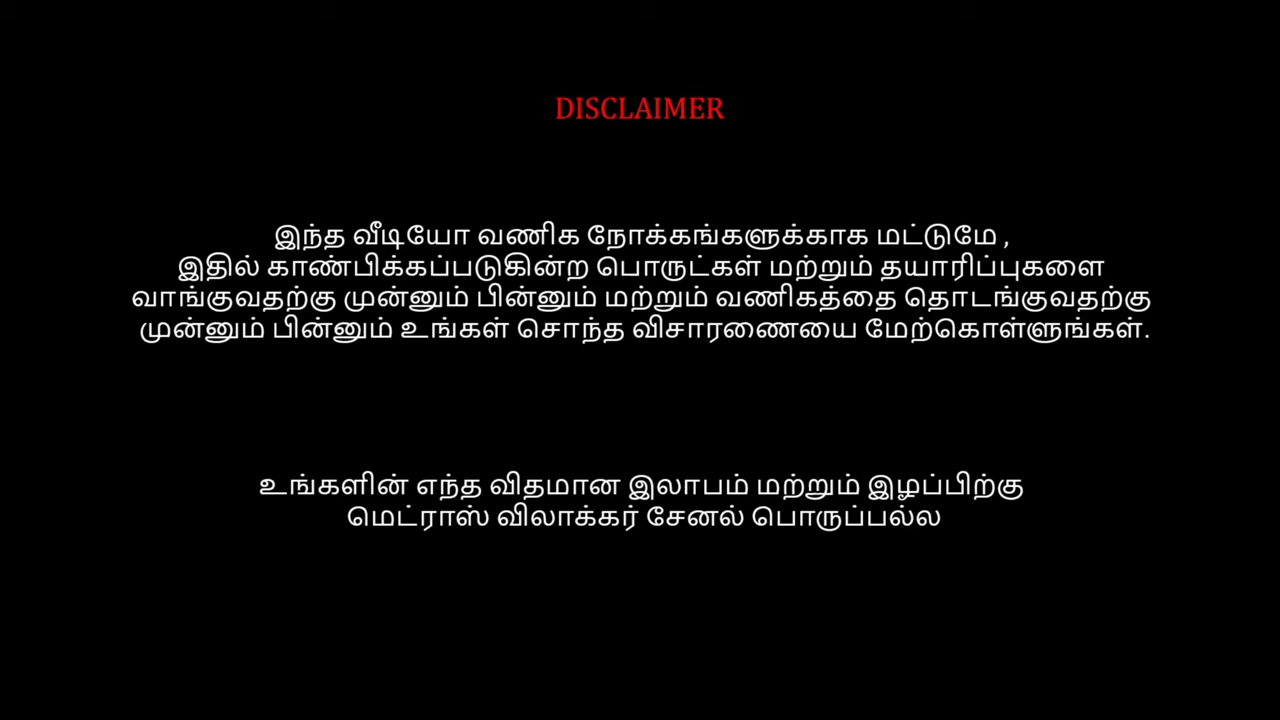 DISCLAIMER
இந்த வீடியோ வணிக நோக்கங்களுக்காக மட்டுமே ,
இதில் காண்பிக்கப்படுகின்ற பொருட்கள் மற்றும் தயாரிப்புகளை
வாங்குவதற்கு முன்னும் பின்னும் மற்றும் வணிகத்தை தொடங்குவதற்கு
முன்னும் பின்னும் உங்கள் சொந்த விசாரணையை மேற்கொள்ளுங்கள்.
உங்களின் எந்த விதமான இலாபம் மற்றும் இழப்பிற்கு
மெட்ராஸ் விலாக்கர் சேனல் பொருப்பல்ல